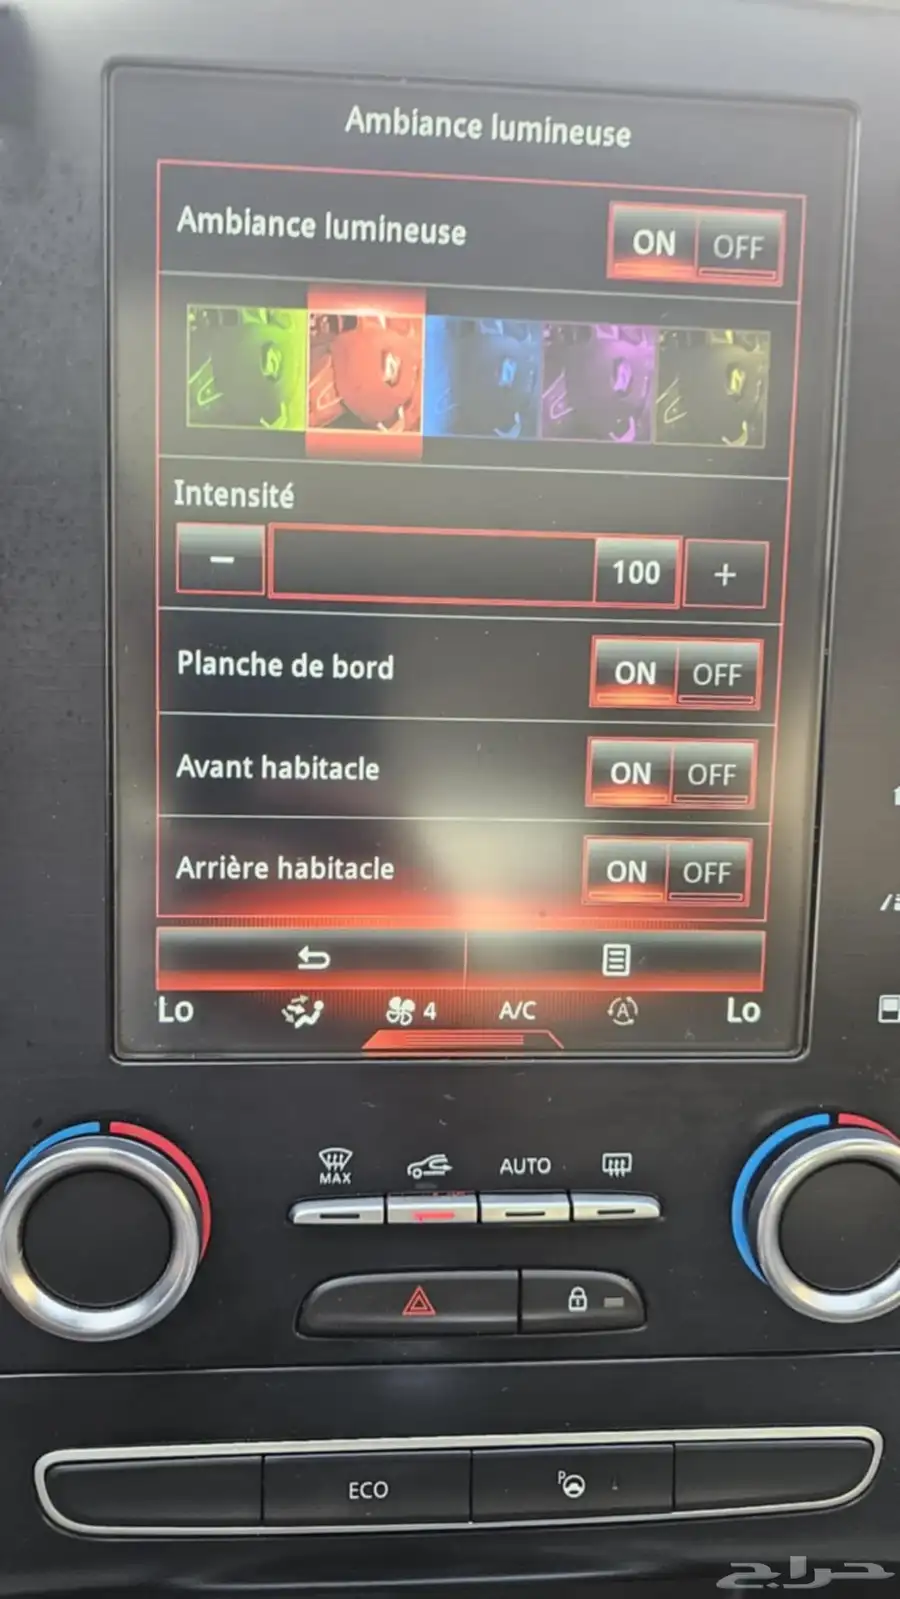 Ambiance lumineuse
Ambiance lumineuse ON OFF
Intensité
− 100 +
Planche de bord ON OFF
Avant habitacle ON OFF
Arrière habitacle ON OFF
Lo 4 A/C A Lo
MAX AUTO
ECO P
حراج